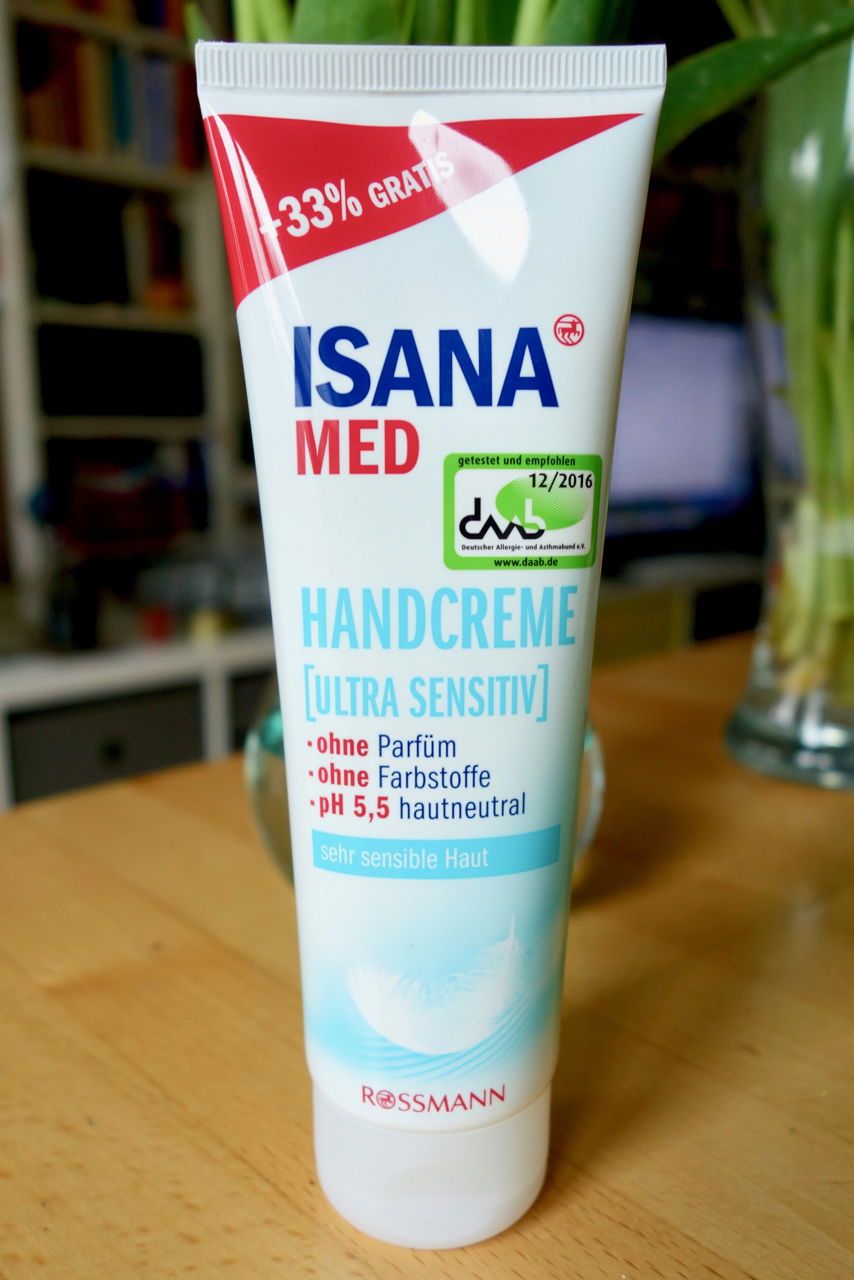 +33% GRATIS
ISANA
MED
getestet und empfohlen
12/2016
daab
Deutscher Allergie- und Asthmabund e.V.
www.daab.de
HANDCREME
[ULTRA SENSITIV]
· ohne Parfüm
· ohne Farbstoffe
· pH 5,5 hautneutral
sehr sensible Haut
ROSSMANN